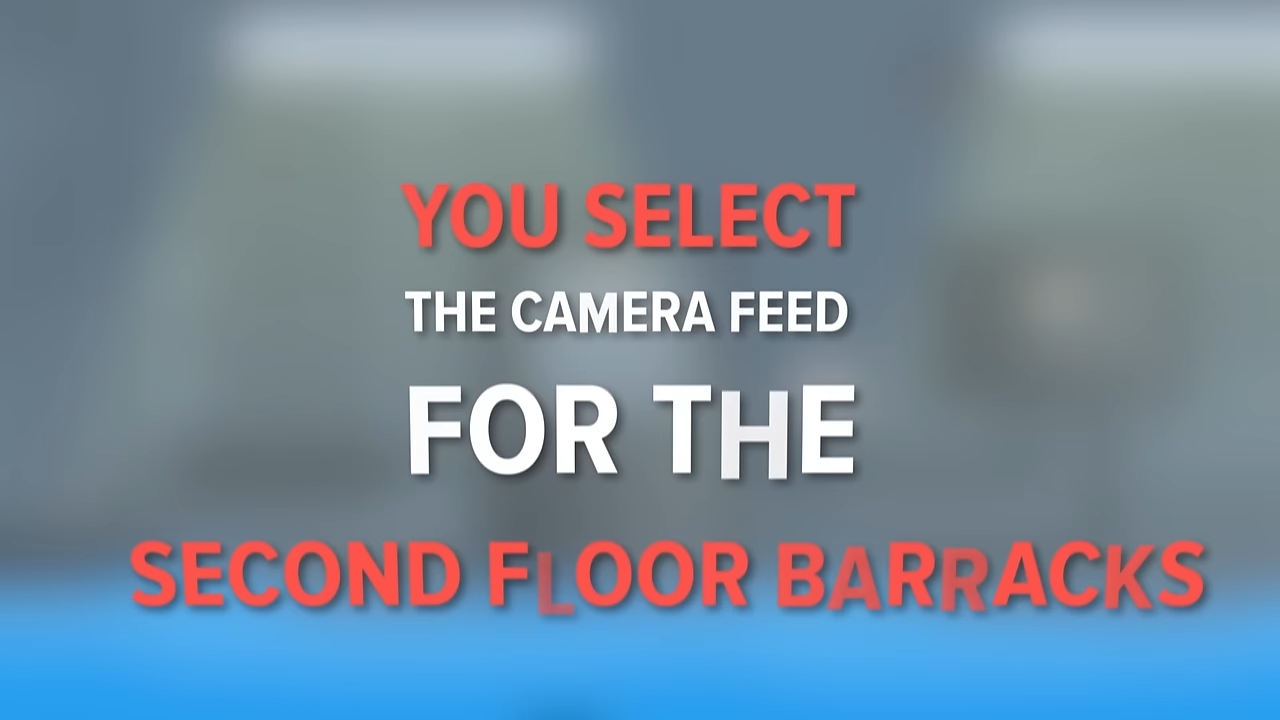 YOU SELECT
THE CAMERA FEED
FOR THE
SECOND FLOOR BARRACKS